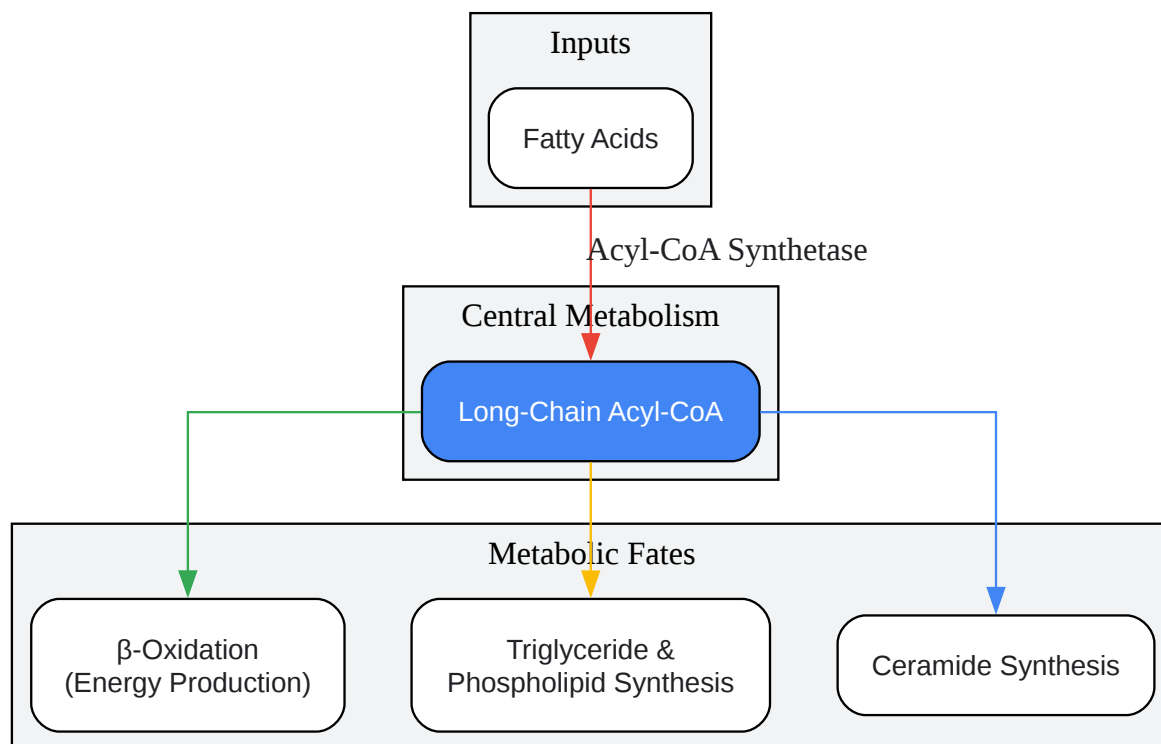 Inputs
Fatty Acids
Acyl-CoA Synthetase
Central Metabolism
Long-Chain Acyl-CoA
Metabolic Fates
β-Oxidation
(Energy Production)
Triglyceride &
Phospholipid Synthesis
Ceramide Synthesis